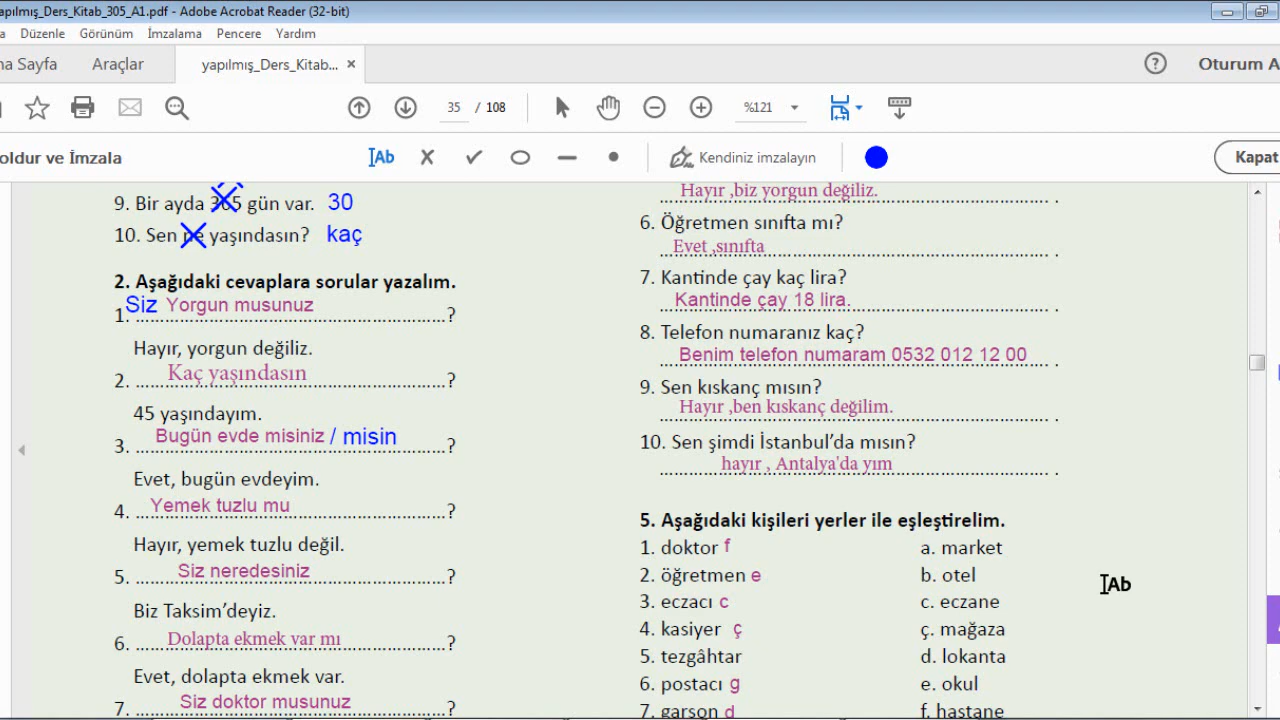 apılmış_Ders_Kitab_305_A1.pdf - Adobe Acrobat Reader (32-bit)
a Düzenle Görünüm İmzalama Pencere Yardım
na Sayfa Araçlar yapılmış_Ders_Kitab... × ? Oturum A
35 / 108 %121
oldur ve İmzala Ab Kendiniz imzalayın Kapat
9. Bir ayda 305 gün var. 30
10. Sen ne yaşındasın? kaç
2. Aşağıdaki cevaplara sorular yazalım.
1. Siz Yorgun musunuz ?
Hayır, yorgun değiliz.
2. Kaç yaşındasın ?
45 yaşındayım.
3. Bugün evde misiniz / misin ?
Evet, bugün evdeyim.
4. Yemek tuzlu mu ?
Hayır, yemek tuzlu değil.
5. Siz neredesiniz ?
Biz Taksim’deyiz.
6. Dolapta ekmek var mı ?
Evet, dolapta ekmek var.
7. Siz doktor musunuz ?
Hayır ,biz yorgun değiliz. .
6. Öğretmen sınıfta mı?
Evet ,sınıfta .
7. Kantinde çay kaç lira?
Kantinde çay 18 lira. .
8. Telefon numaranız kaç?
Benim telefon numaram 0532 012 12 00 .
9. Sen kıskanç mısın?
Hayır ,ben kıskanç değilim. .
10. Sen şimdi İstanbul’da mısın?
hayır , Antalya'da yım .
5. Aşağıdaki kişileri yerler ile eşleştirelim.
1. doktor f a. market
2. öğretmen e b. otel
3. eczacı c c. eczane
4. kasiyer ç ç. mağaza
5. tezgâhtar d. lokanta
6. postacı g e. okul
7. garson d f. hastane
Ab